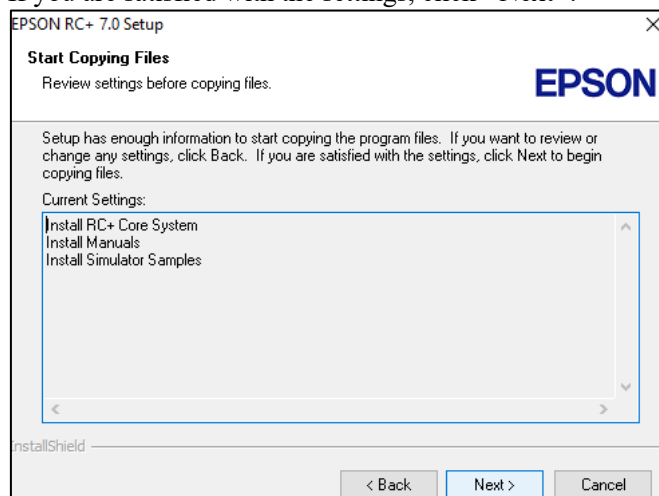 If you are satisfied with the settings, click "Next".
EPSON RC+ 7.0 Setup
Start Copying Files
Review settings before copying files.
EPSON
Setup has enough information to start copying the program files. If you want to review or
change any settings, click Back. If you are satisfied with the settings, click Next to begin
copying files.
Current Settings:
Install RC+ Core System
Install Manuals
Install Simulator Samples
InstallShield
< Back
Next >
Cancel